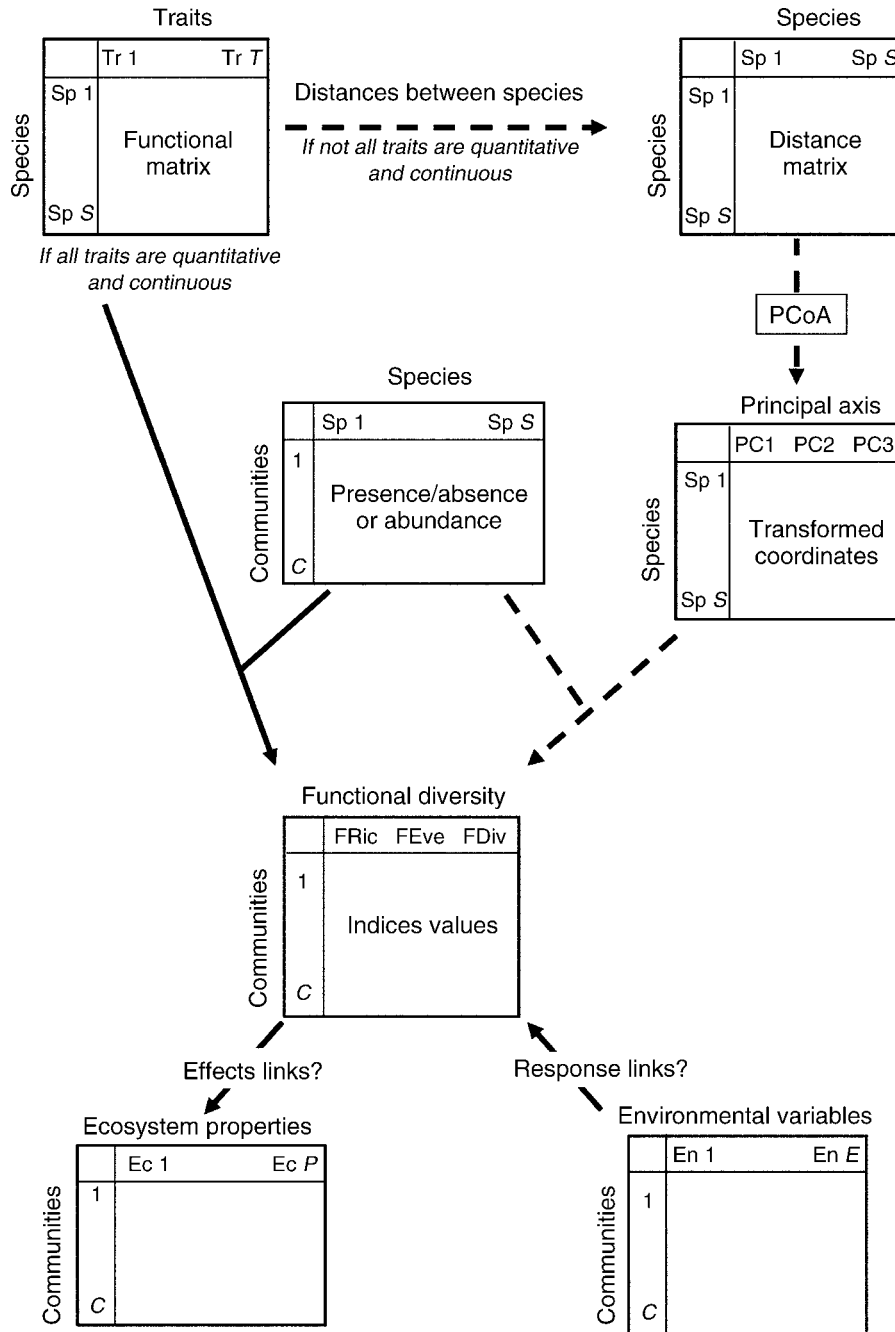 Traits
Tr 1 Tr T
Species
Sp 1
Functional
matrix
Sp S
If all traits are quantitative
and continuous
Distances between species
If not all traits are quantitative
and continuous
Species
Sp 1 Sp S
Species
Sp 1
Distance
matrix
Sp S
PCoA
Principal axis
PC1 PC2 PC3
Species
Sp 1
Transformed
coordinates
Sp S
Species
Sp 1 Sp S
Communities
1
Presence/absence
or abundance
C
Functional diversity
FRic FEve FDiv
Communities
1
Indices values
C
Effects links?
Response links?
Ecosystem properties
Ec 1 Ec P
Communities
1
C
Environmental variables
En 1 En E
Communities
1
C